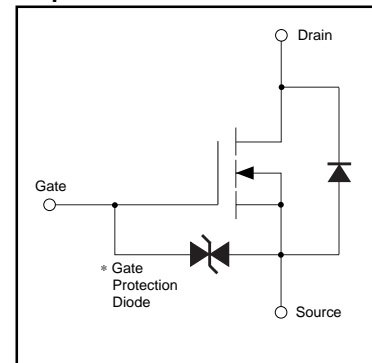 Drain
Gate
* Gate
Protection
Diode
Source